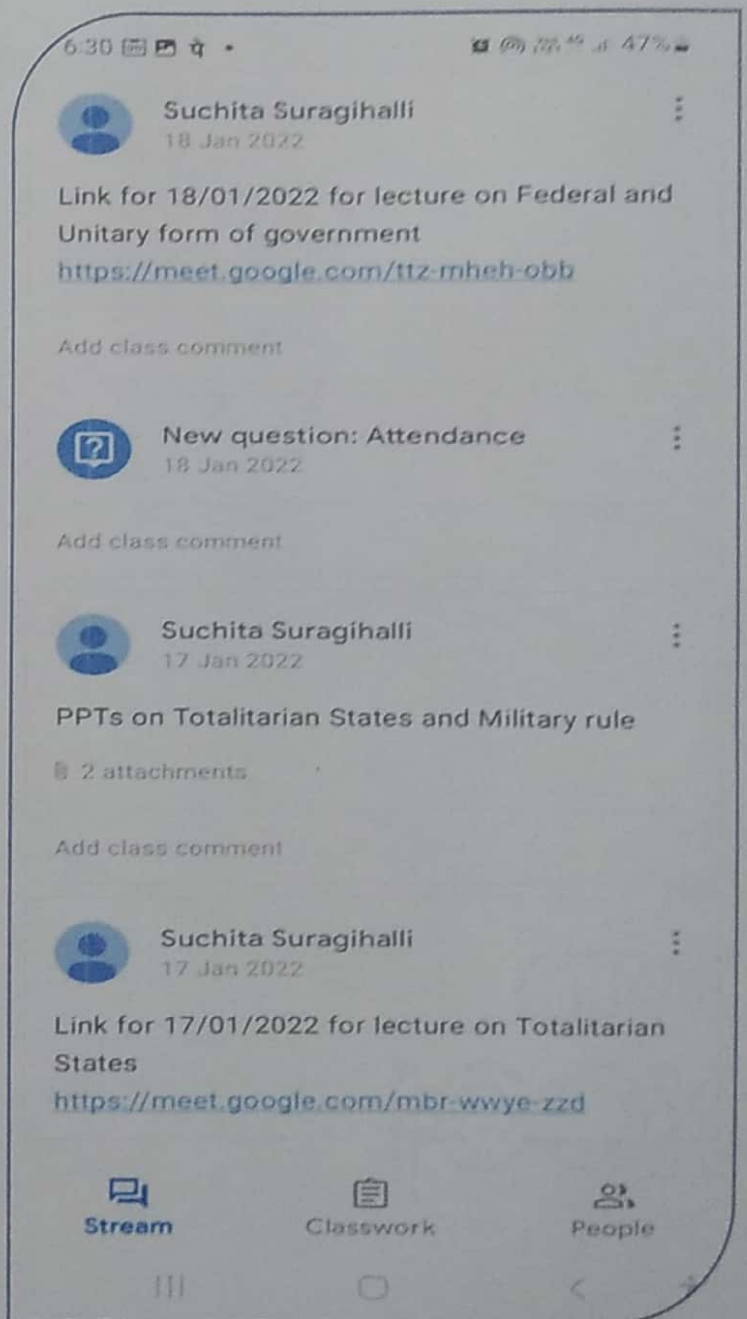 6:30 पे
4G 47%
Suchita Suragihalli
18 Jan 2022
Link for 18/01/2022 for lecture on Federal and
Unitary form of government
https://meet.google.com/ttz-mheh-obb
Add class comment
New question: Attendance
18 Jan 2022
Add class comment
Suchita Suragihalli
17 Jan 2022
PPTs on Totalitarian States and Military rule
2 attachments
Add class comment
Suchita Suragihalli
17 Jan 2022
Link for 17/01/2022 for lecture on Totalitarian
States
https://meet.google.com/mbr-wwye-zzd
Stream Classwork People